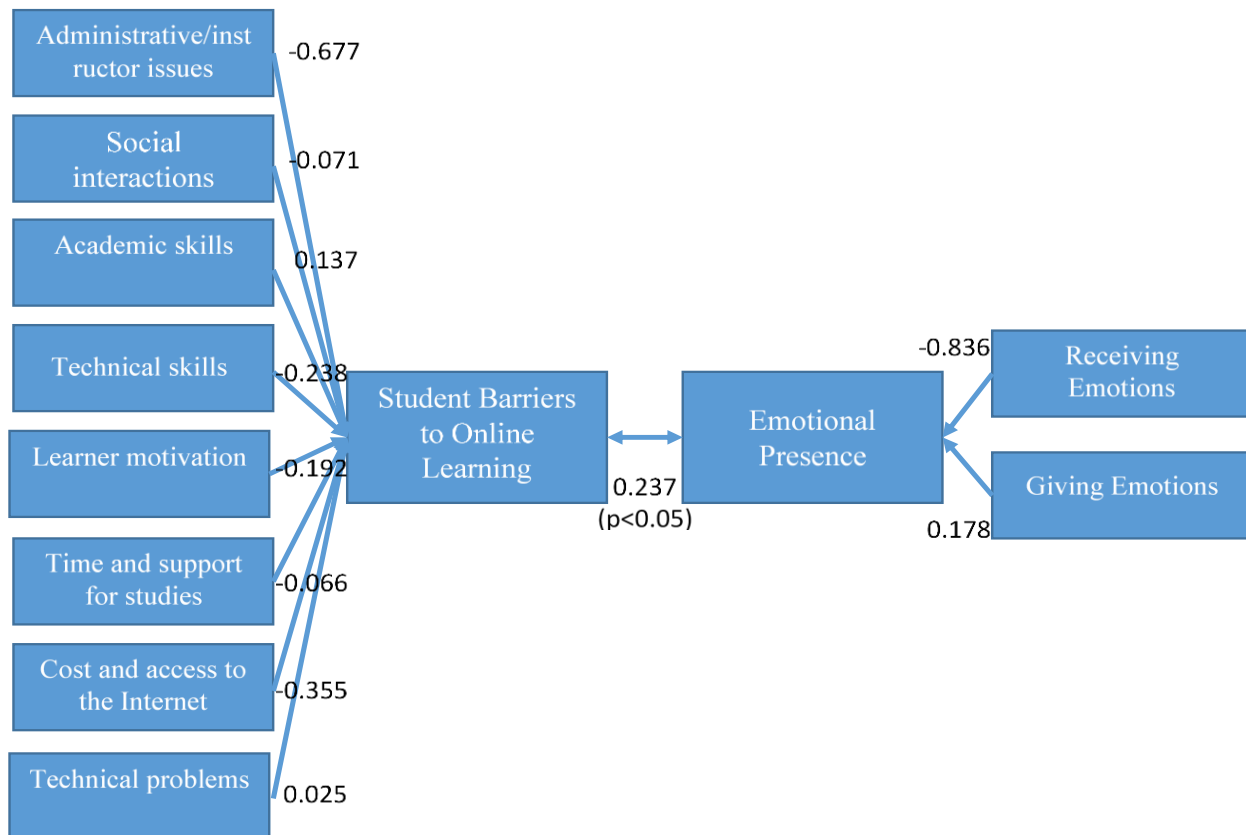 Administrative/inst
ructor issues
-0.677
Social
interactions
-0.071
Academic skills
0.137
Technical skills
-0.238
Learner motivation
-0.192
Time and support
for studies
-0.066
Cost and access to
the Internet
-0.355
Technical problems
0.025
Student Barriers
to Online
Learning
0.237
(p<0.05)
Emotional
Presence
-0.836
Receiving
Emotions
Giving Emotions
0.178